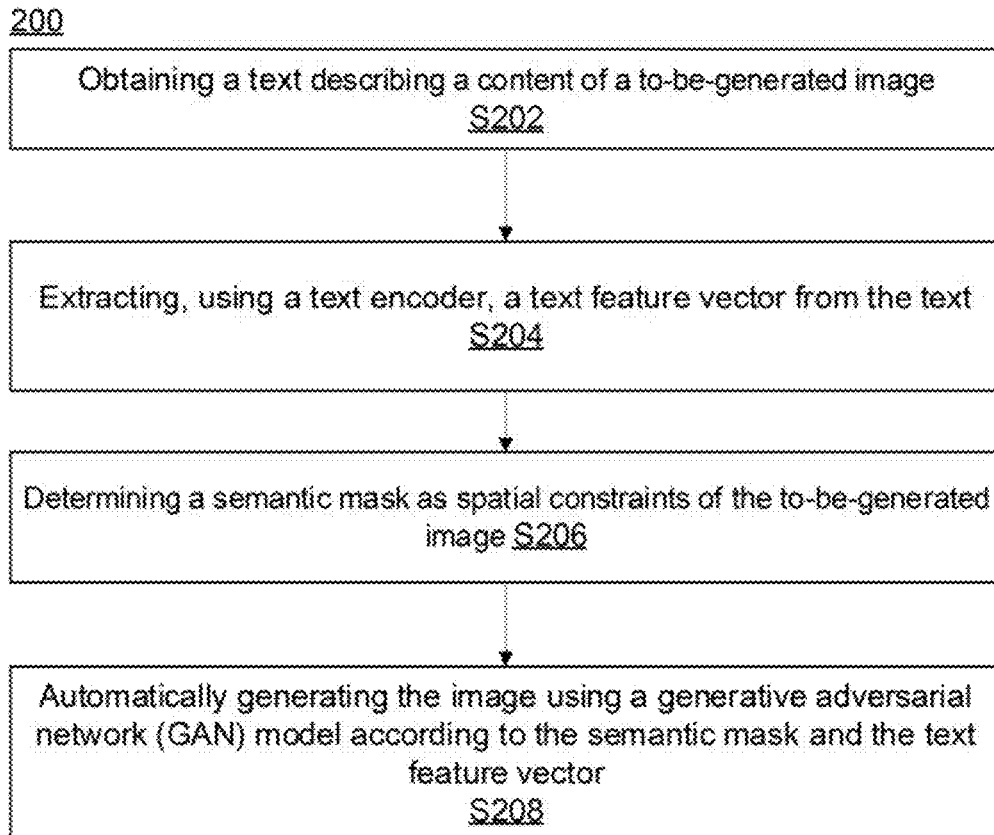 200
Obtaining a text describing a content of a to-be-generated image
S202
Extracting, using a text encoder, a text feature vector from the text
S204
Determining a semantic mask as spatial constraints of the to-be-generated
image S206
Automatically generating the image using a generative adversarial
network (GAN) model according to the semantic mask and the text
feature vector
S208